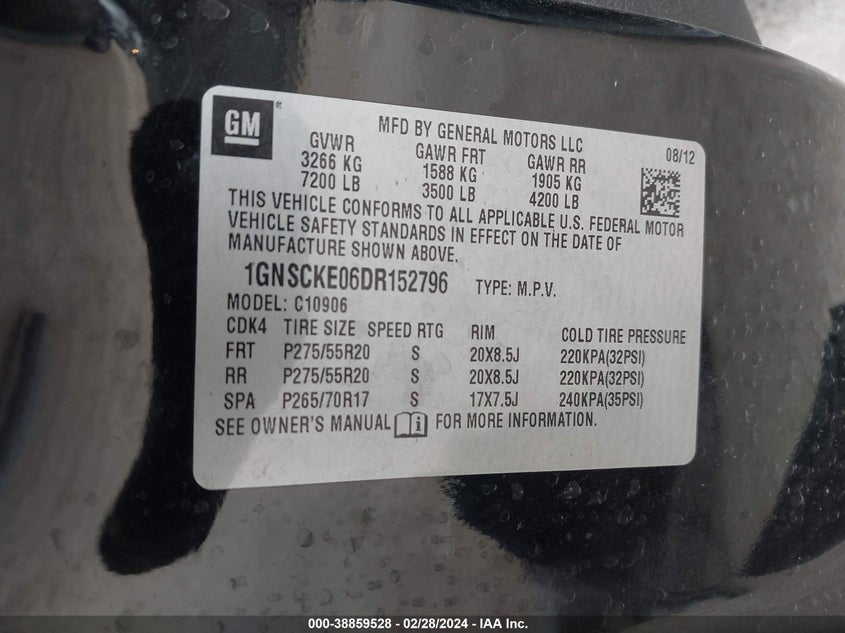 GM ®
MFD BY GENERAL MOTORS LLC
08/12
GVWR GAWR FRT GAWR RR
3266 KG 1588 KG 1905 KG
7200 LB 3500 LB 4200 LB
THIS VEHICLE CONFORMS TO ALL APPLICABLE U.S. FEDERAL MOTOR
VEHICLE SAFETY STANDARDS IN EFFECT ON THE DATE OF
MANUFACTURE SHOWN ABOVE.
1GNSCKE06DR152796 TYPE: M.P.V.
MODEL: C10906
CDK4 TIRE SIZE SPEED RTG RIM COLD TIRE PRESSURE
FRT P275/55R20 S 20X8.5J 220KPA(32PSI)
RR P275/55R20 S 20X8.5J 220KPA(32PSI)
SPA P265/70R17 S 17X7.5J 240KPA(35PSI)
SEE OWNER'S MANUAL i FOR MORE INFORMATION.
000-38859528 - 02/28/2024 - IAA Inc.